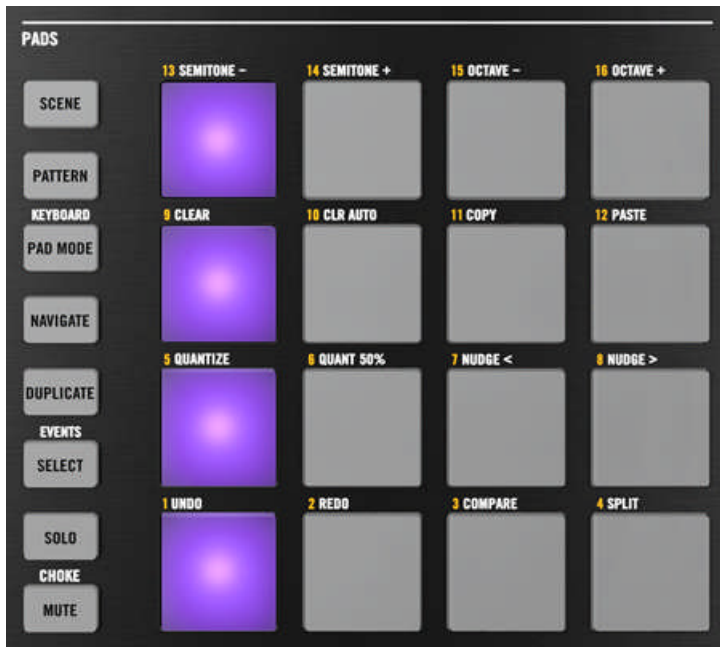 PADS
13 SEMITONE –
14 SEMITONE +
15 OCTAVE –
16 OCTAVE +
SCENE
PATTERN
KEYBOARD
9 CLEAR
10 CLR AUTO
11 COPY
12 PASTE
PAD MODE
NAVIGATE
5 QUANTIZE
6 QUANT 50%
7 NUDGE <
8 NUDGE >
DUPLICATE
EVENTS
SELECT
1 UNDO
2 REDO
3 COMPARE
4 SPLIT
SOLO
CHOKE
MUTE